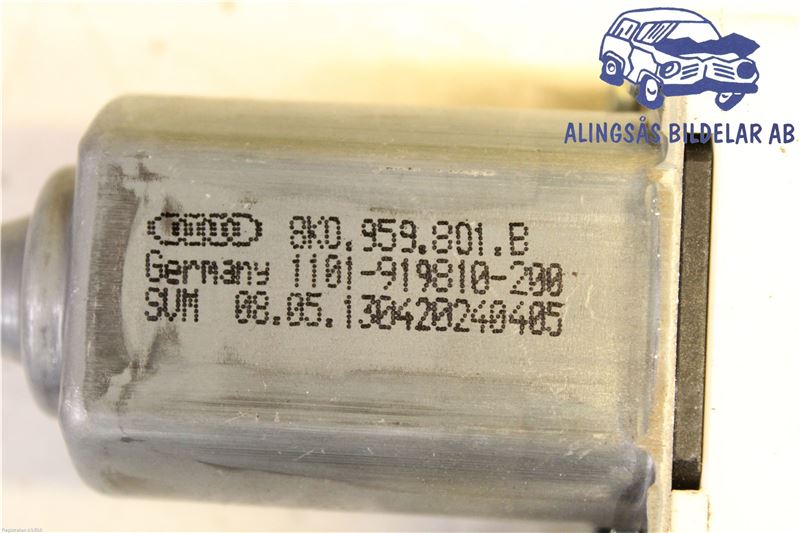 ALINGSÅS BILDELAR AB
8K0.959.801.B
Germany 1101-919810-200
SVM 08.05.130420240405